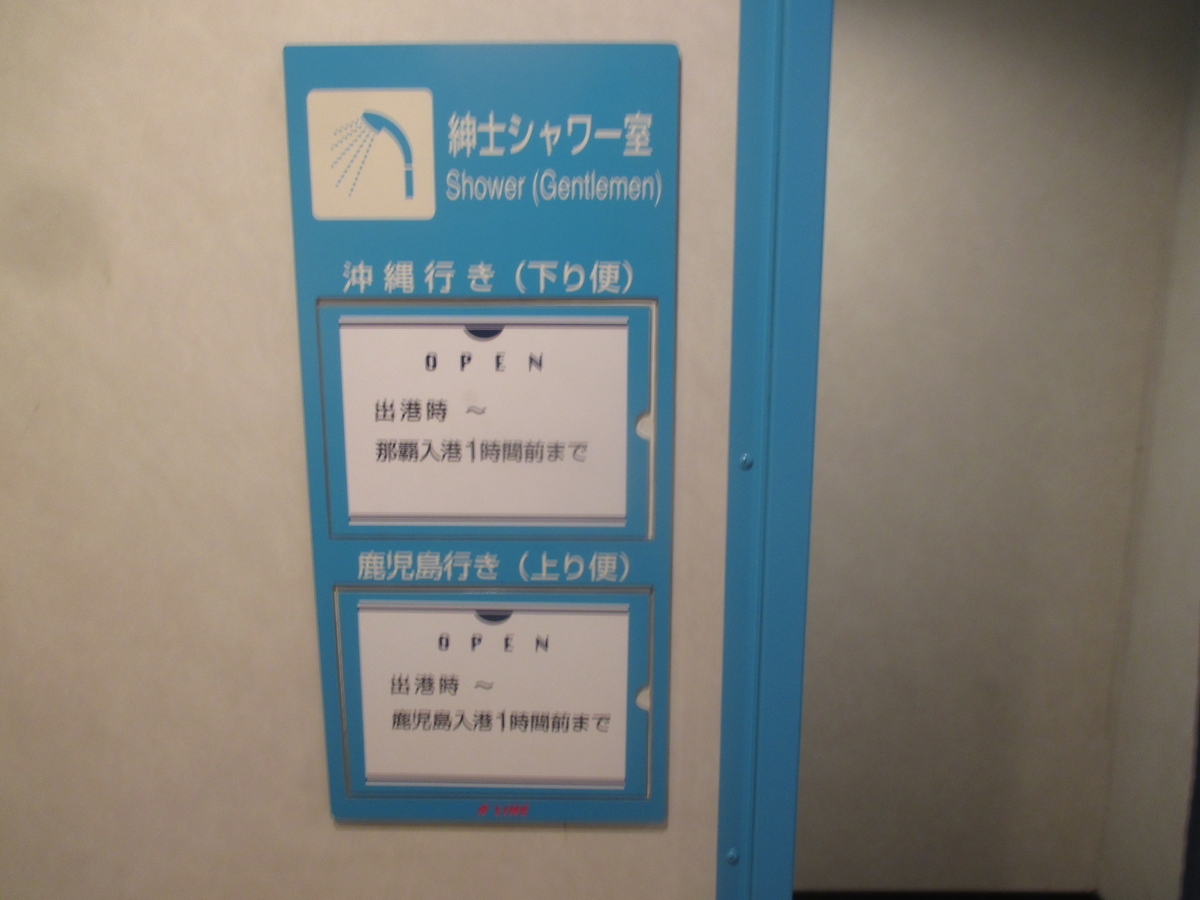 紳士シャワー室
Shower (Gentlemen)
沖縄行き（下り便）
OPEN
出港時 ～
那覇入港1時間前まで
鹿児島行き（上り便）
OPEN
出港時 ～
鹿児島入港1時間前まで
LINE